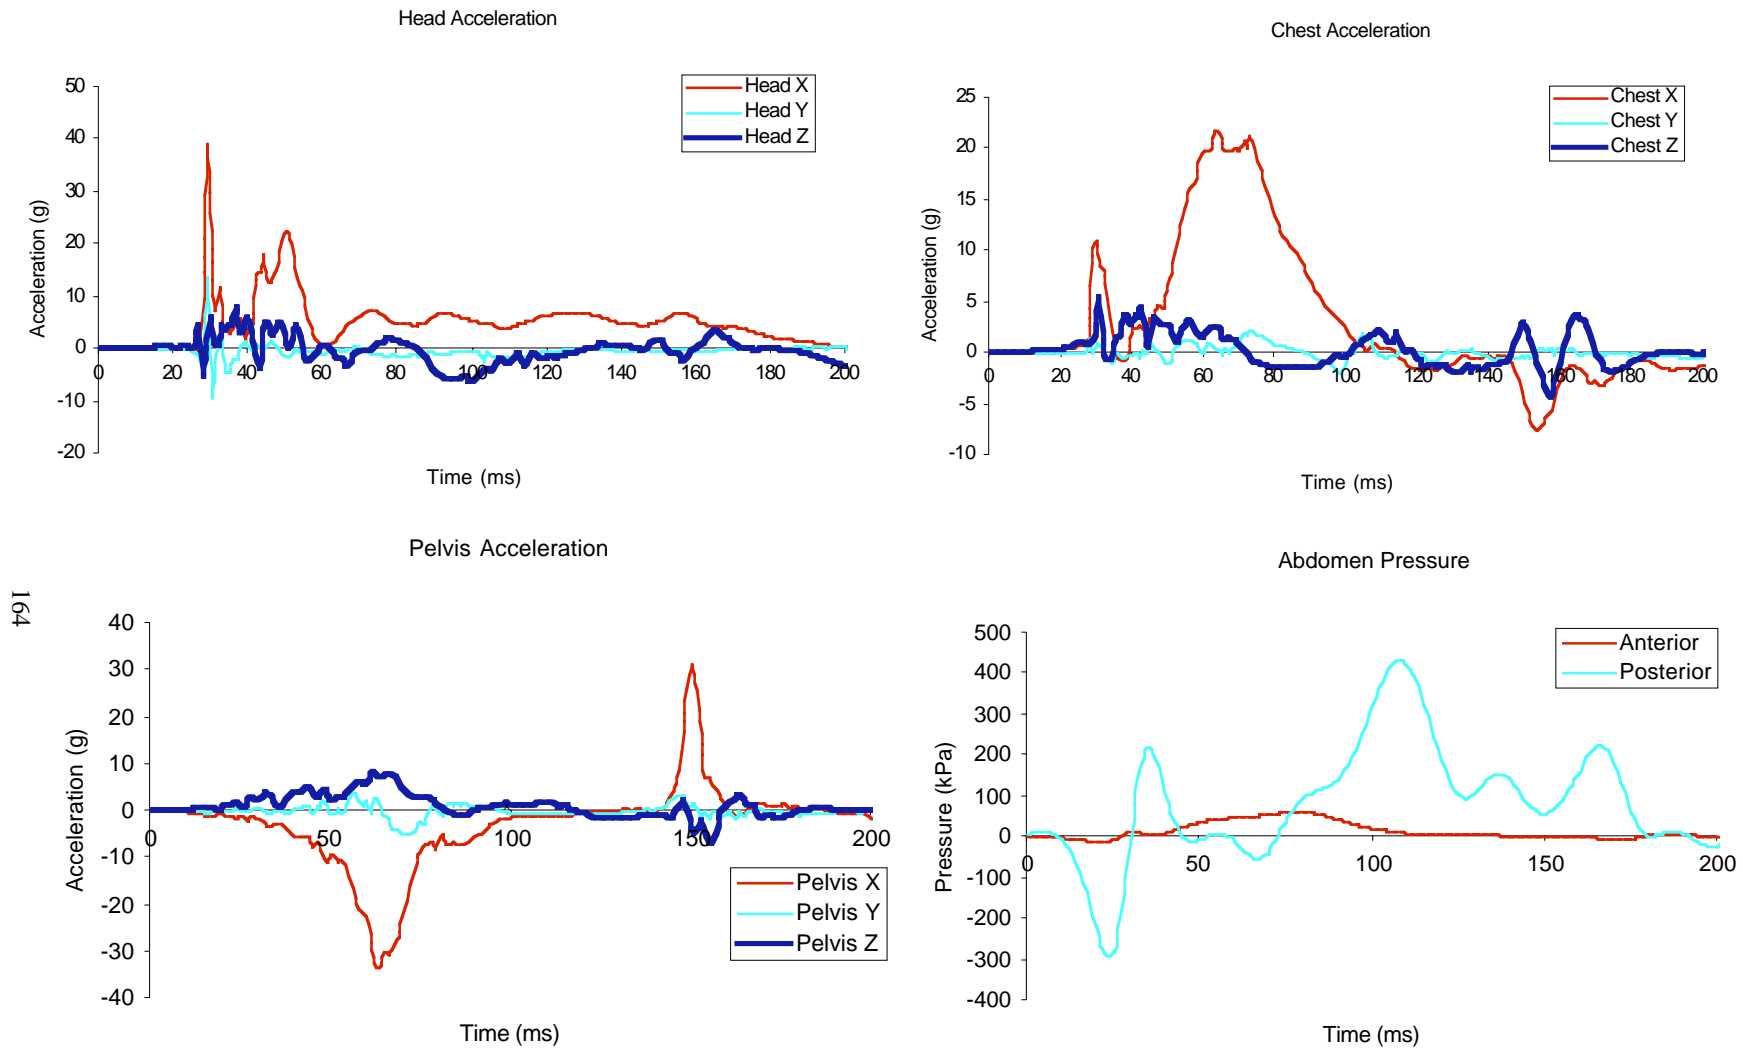 Head Acceleration
50
40
30
20
10
0
-10
-20
0 20 40 60 80 100 120 140 160 180 200
Acceleration (g)
Time (ms)
Head X
Head Y
Head Z
Chest Acceleration
25
20
15
10
5
0
-5
-10
0 20 40 60 80 100 120 140 160 180 200
Acceleration (g)
Time (ms)
Chest X
Chest Y
Chest Z
Pelvis Acceleration
40
30
20
10
0
-10
-20
-30
-40
0 50 100 150 200
Acceleration (g)
Time (ms)
Pelvis X
Pelvis Y
Pelvis Z
Abdomen Pressure
500
400
300
200
100
0
-100
-200
-300
-400
0 50 100 150 200
Pressure (kPa)
Time (ms)
Anterior
Posterior
164